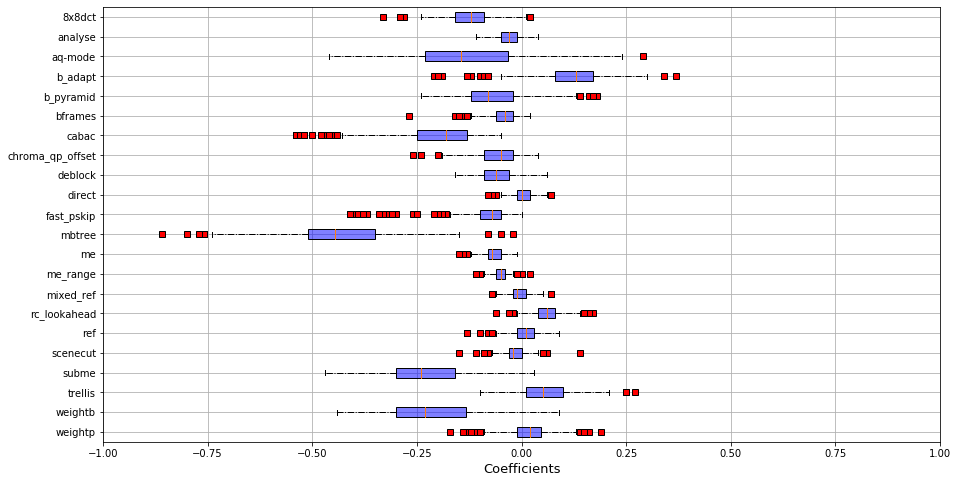 8x8dct
analyse
aq-mode
b_adapt
b_pyramid
bframes
cabac
chroma_qp_offset
deblock
direct
fast_pskip
mbtree
me
me_range
mixed_ref
rc_lookahead
ref
scenecut
subme
trellis
weightb
weightp
−1.00 −0.75 −0.50 −0.25 0.00 0.25 0.50 0.75 1.00
Coefficients